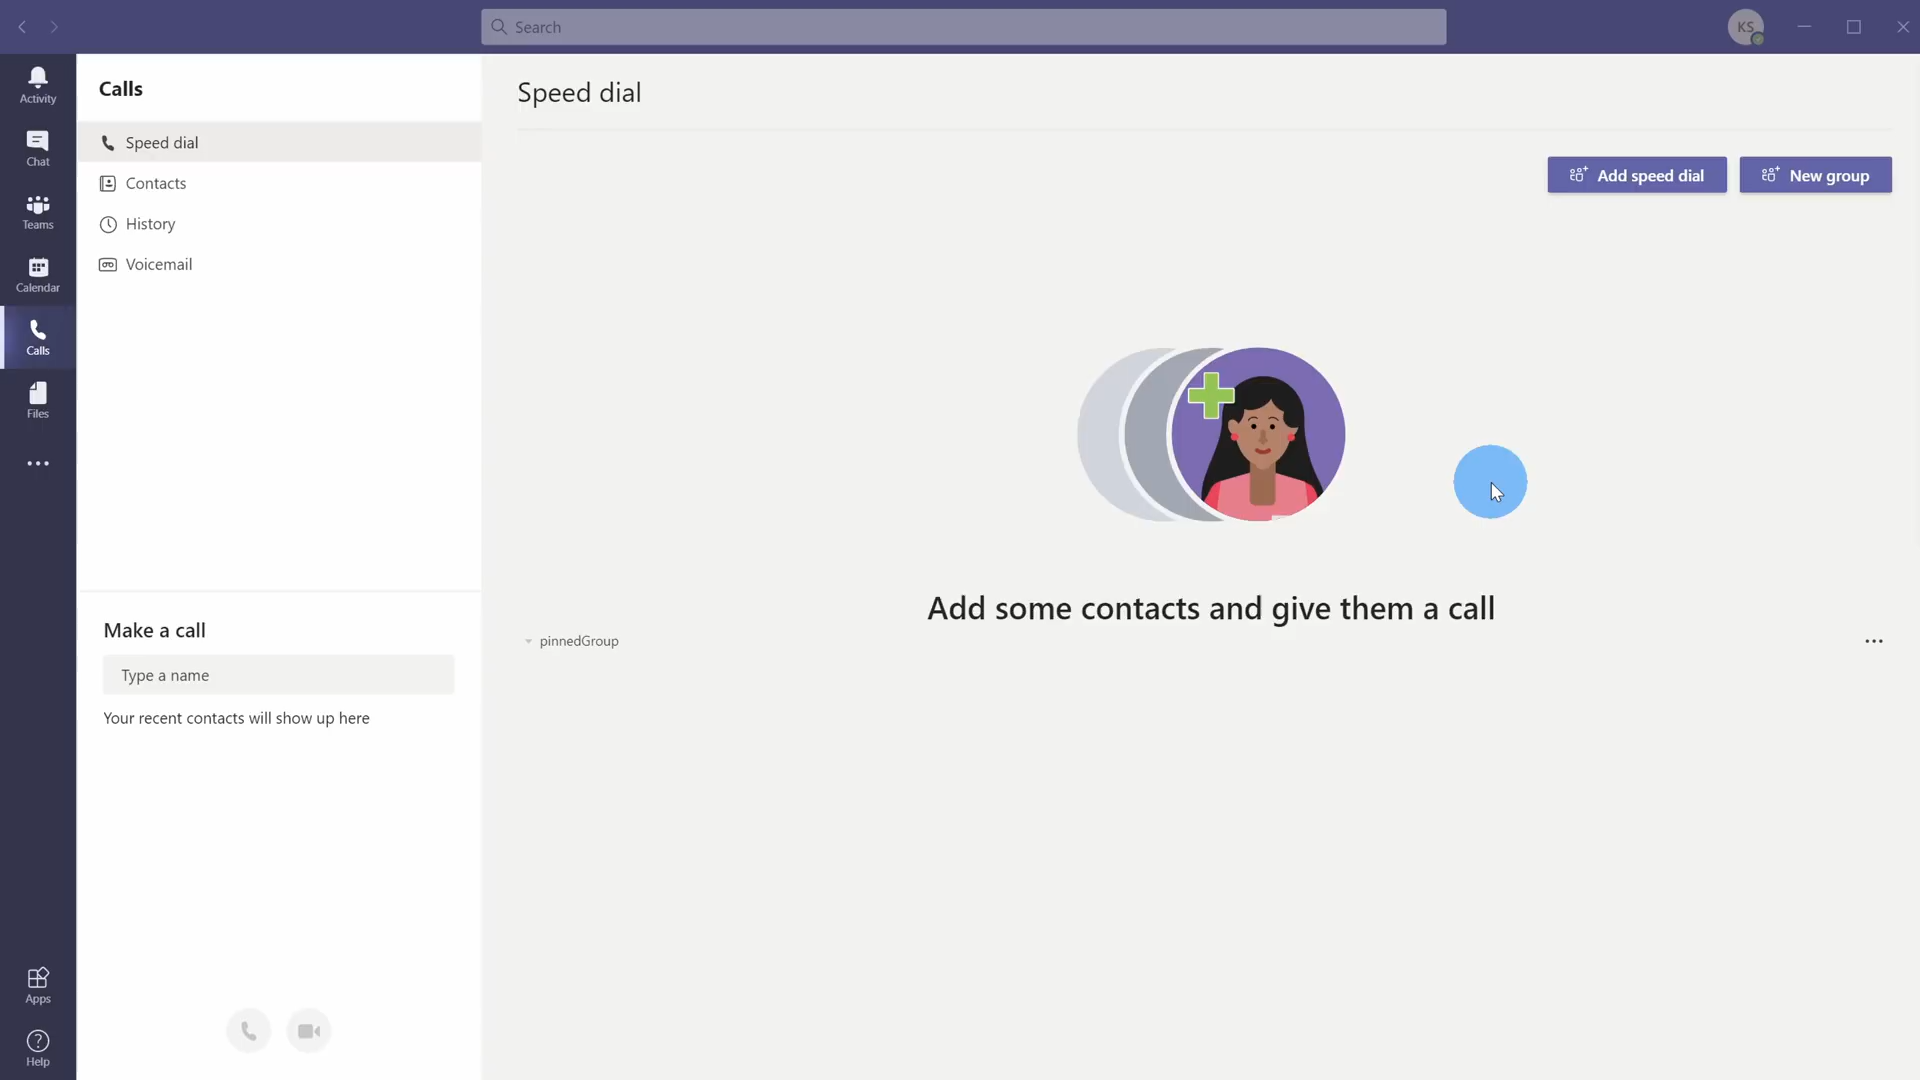 Search
KS
Activity
Chat
Teams
Calendar
Calls
Files
Apps
Help
Calls
Speed dial
Contacts
History
Voicemail
Make a call
Type a name
Your recent contacts will show up here
Speed dial
Add speed dial
New group
Add some contacts and give them a call
pinnedGroup